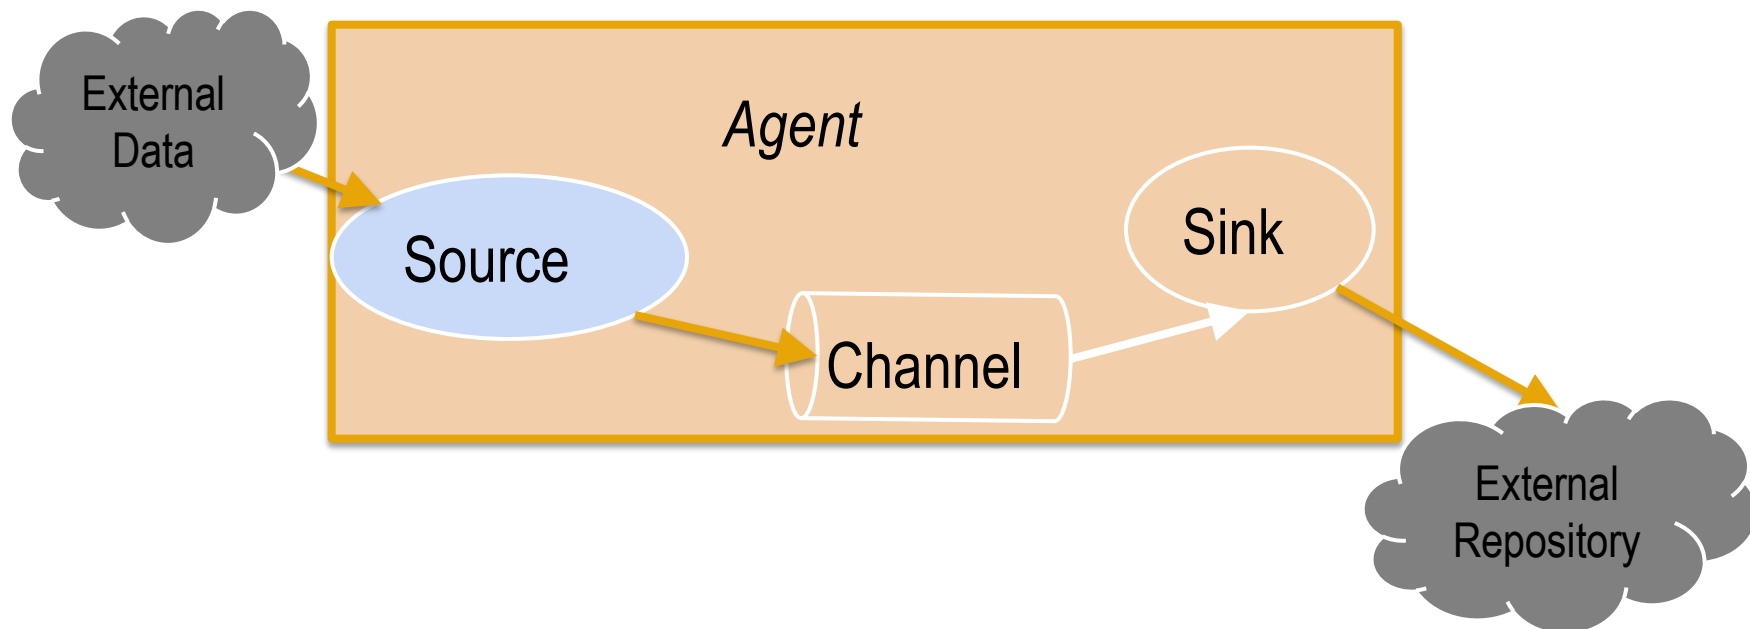 External
Data
Agent
Source
Sink
Channel
External
Repository